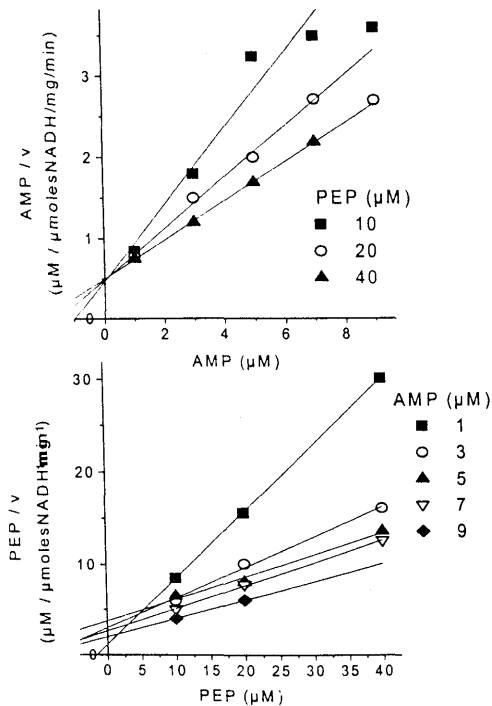 AMP / v
(µM / µmolesNADH/mg/min)
3
2
1
0
0 2 4 6 8
AMP (µM)
PEP (µM)
10
20
40
PEP / v
(µM / µmolesNADH
30
20
10
0
0 5 10 15 20 25 30 35 40
PEP (µM)
AMP (µM)
1
3
5
7
9